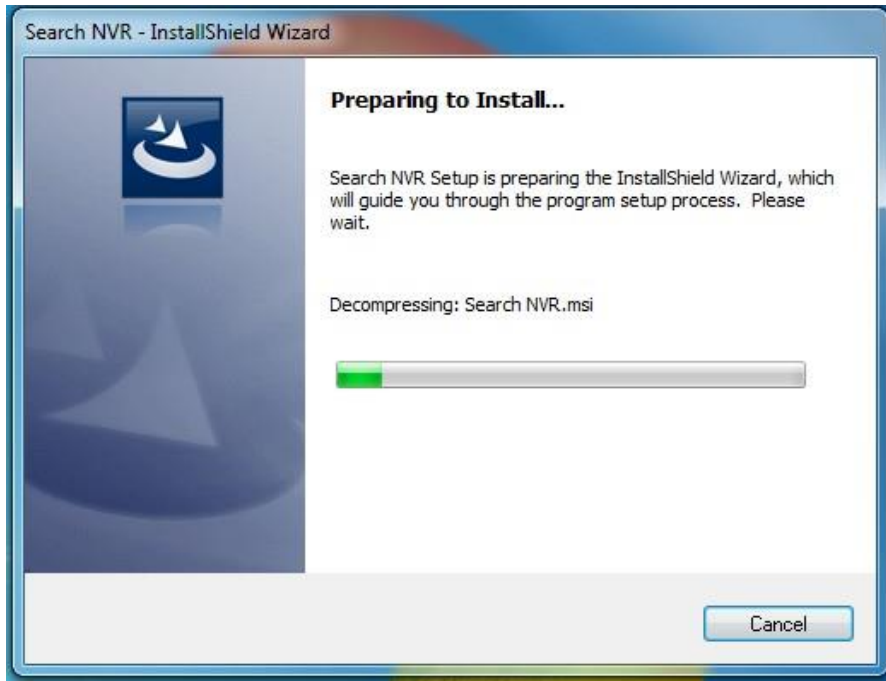 Search NVR - InstallShield Wizard
Preparing to Install...
Search NVR Setup is preparing the InstallShield Wizard, which
will guide you through the program setup process. Please
wait.
Decompressing: Search NVR.msi
Cancel